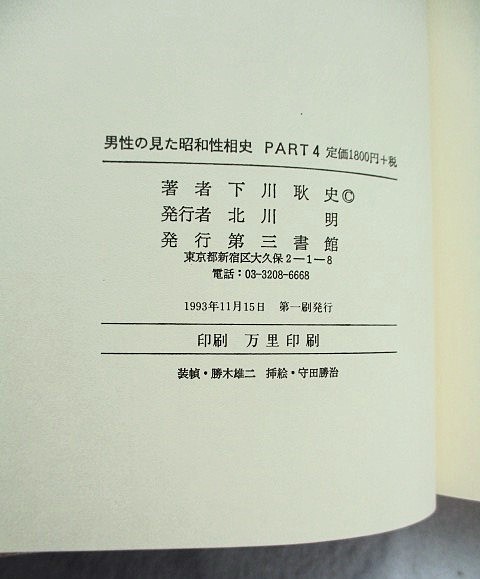 男性の見た昭和性相史 PART4 定価1800円+税
著者 下川耿史©
発行者 北川 明
発行 第三書館
東京都新宿区大久保2−1−8
電話：03-3208-6668
1993年11月15日 第一刷発行
印刷 万里印刷
装幀・勝木雄二 挿絵・守田勝治